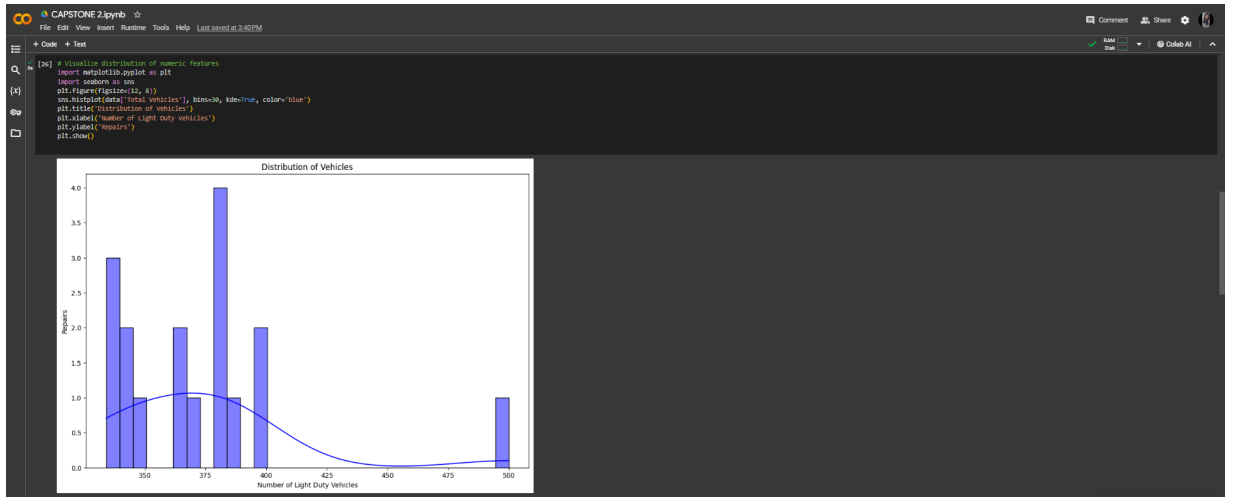 CAPSTONE 2.ipynb
Comment
Share
File Edit View Insert Runtime Tools Help Last saved at 3:40PM
+ Code + Text
RAM
Disk
Colab AI
[26] # Visualize distribution of numeric features
import matplotlib.pyplot as plt
import seaborn as sns
plt.figure(figsize=(12, 8))
sns.histplot(data['Total Vehicles'], bins=30, kde=True, color='blue')
plt.title('Distribution of Vehicles')
plt.xlabel('Number of Light Duty Vehicles')
plt.ylabel('Repairs')
plt.show()
{x}
Distribution of Vehicles
4.0
3.5
3.0
2.5
2.0
1.5
1.0
0.5
0.0
Repairs
350 375 400 425 450 475 500
Number of Light Duty Vehicles